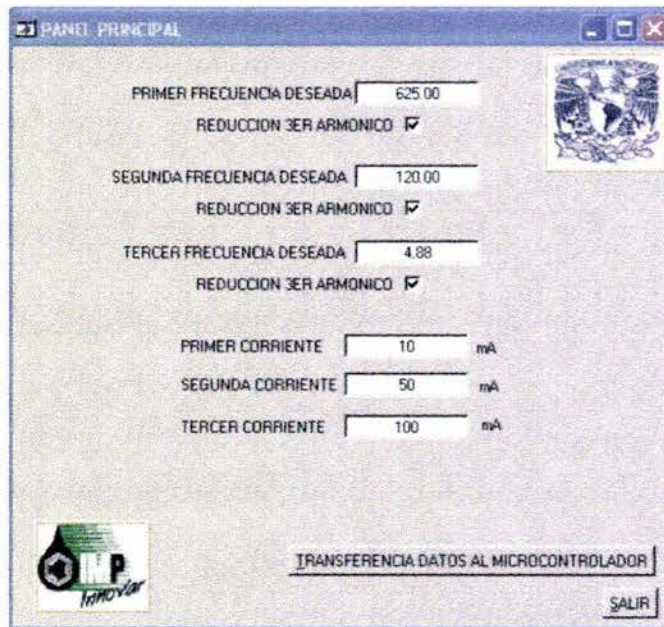 PANEL PRINCIPAL
PRIMER FRECUENCIA DESEADA 625.00
REDUCCION 3ER ARMONICO
SEGUNDA FRECUENCIA DESEADA 120.00
REDUCCION 3ER ARMONICO
TERCER FRECUENCIA DESEADA 4.88
REDUCCION 3ER ARMONICO
PRIMER CORRIENTE 10 mA
SEGUNDA CORRIENTE 50 mA
TERCER CORRIENTE 100 mA
IMP
Innovar
TRANSFERENCIA DATOS AL MICROCONTROLADOR
SALIR